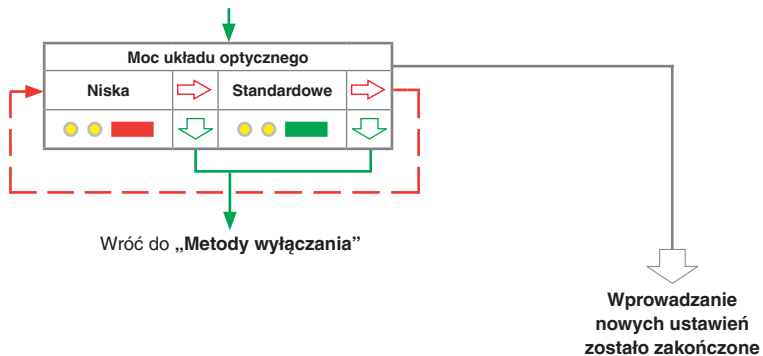 Moc układu optycznego
Niska
Standardowe
Wróć do „Metody wyłączania”
Wprowadzanie
nowych ustawień
zostało zakończone